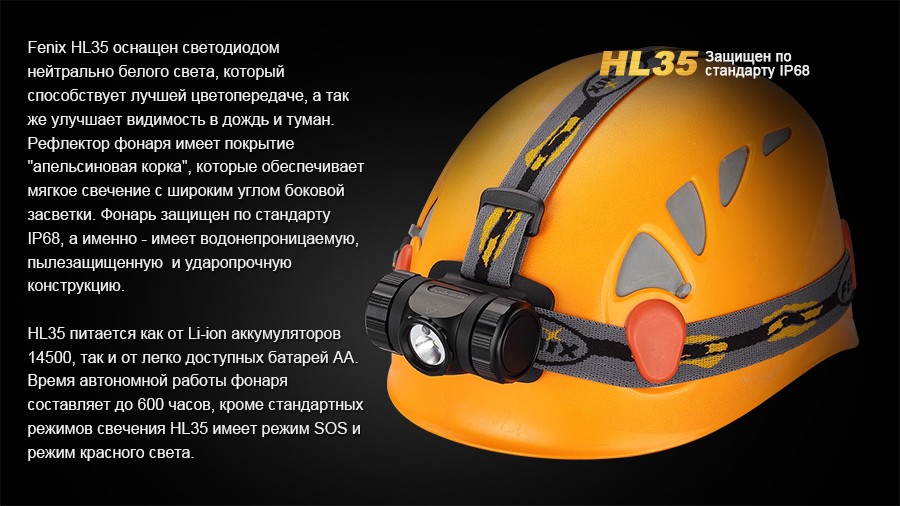 Fenix HL35 оснащен светодиодом
нейтрально белого света, который
способствует лучшей цветопередаче, а так
же улучшает видимость в дождь и туман.
Рефлектор фонаря имеет покрытие
"апельсиновая корка", которые обеспечивает
мягкое свечение с широким углом боковой
засветки. Фонарь защищен по стандарту
IP68, а именно - имеет водонепроницаемую,
пылезащищенную и ударопрочную
конструкцию.
HL35 питается как от Li-ion аккумуляторов
14500, так и от легко доступных батарей АА.
Время автономной работы фонаря
составляет до 600 часов, кроме стандартных
режимов свечения HL35 имеет режим SOS и
режим красного света.
HL35 Защищен по
стандарту IP68